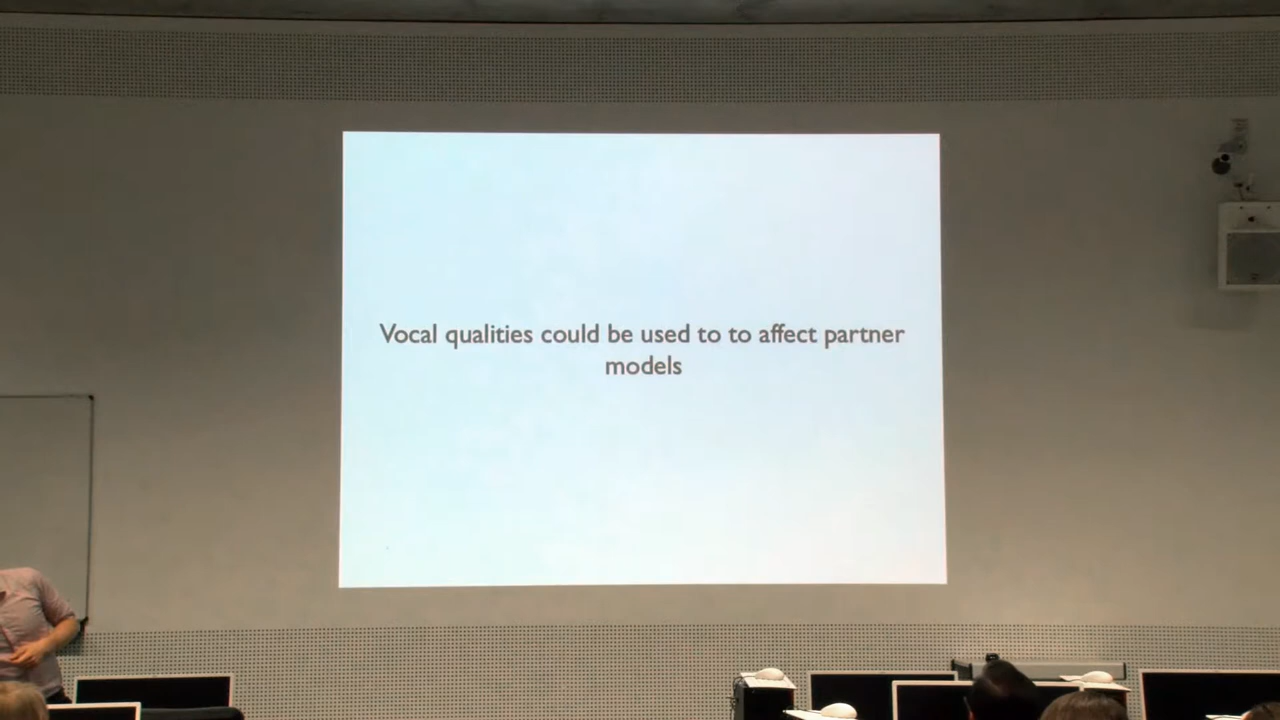 Vocal qualities could be used to to affect partner
models